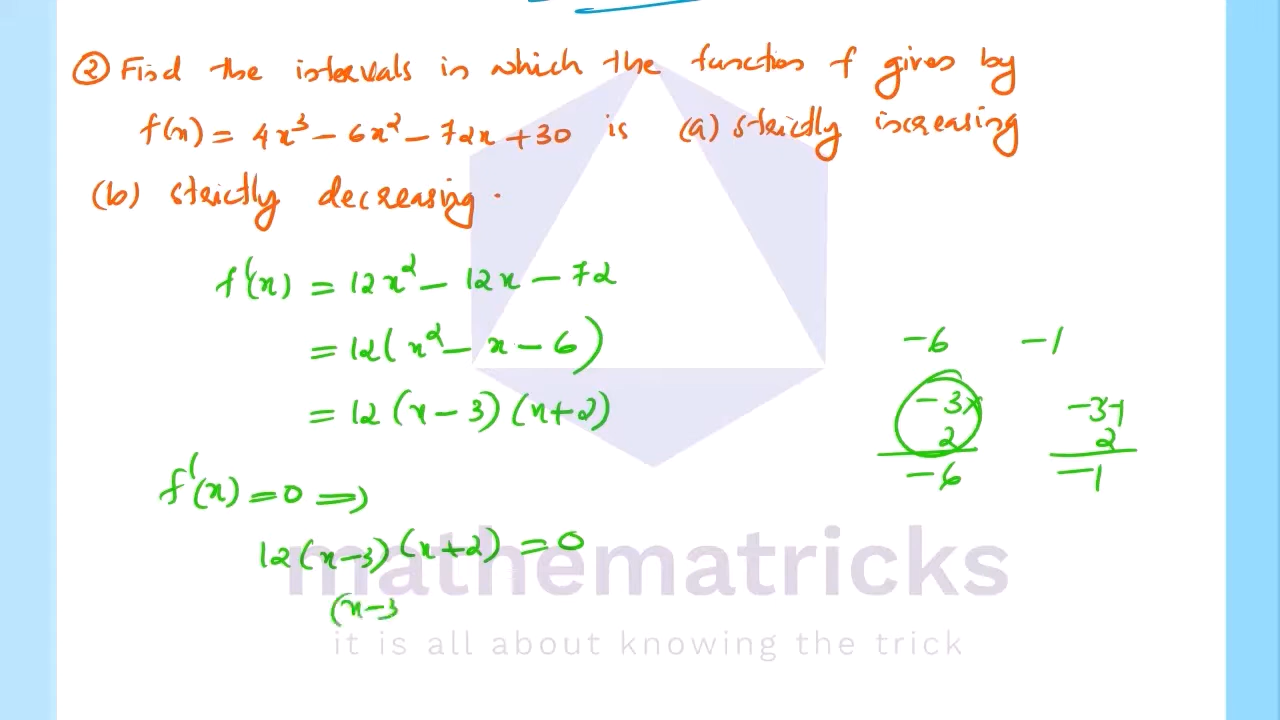 ② Find the intervals in which the function f given by
f(x) = 4x³ – 6x² – 72x + 30 is (a) strictly increasing
(b) strictly decreasing.
f'(x) = 12x² – 12x – 72
= 12(x² – x – 6)
= 12(x – 3)(x+2)
-6 -1
-3x -3+
2 2
-6 -1
f'(x) = 0 ⇒
12(x-3)(x+2) = 0
(x-3
mathematricks
it is all about knowing the trick